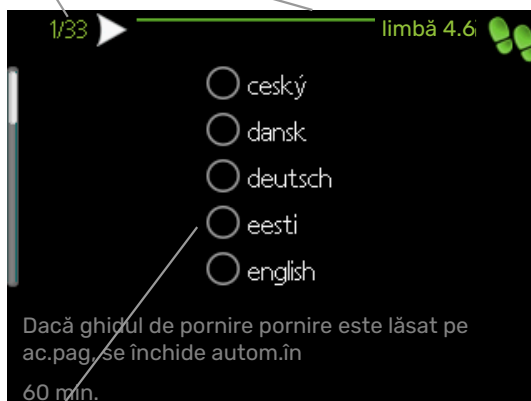 1/33 limbă 4.6
ceský
dansk
deutsch
eesti
english
Dacă ghidul de pornire pornire este lăsat pe
ac.pag, se închide autom.în
60 min.